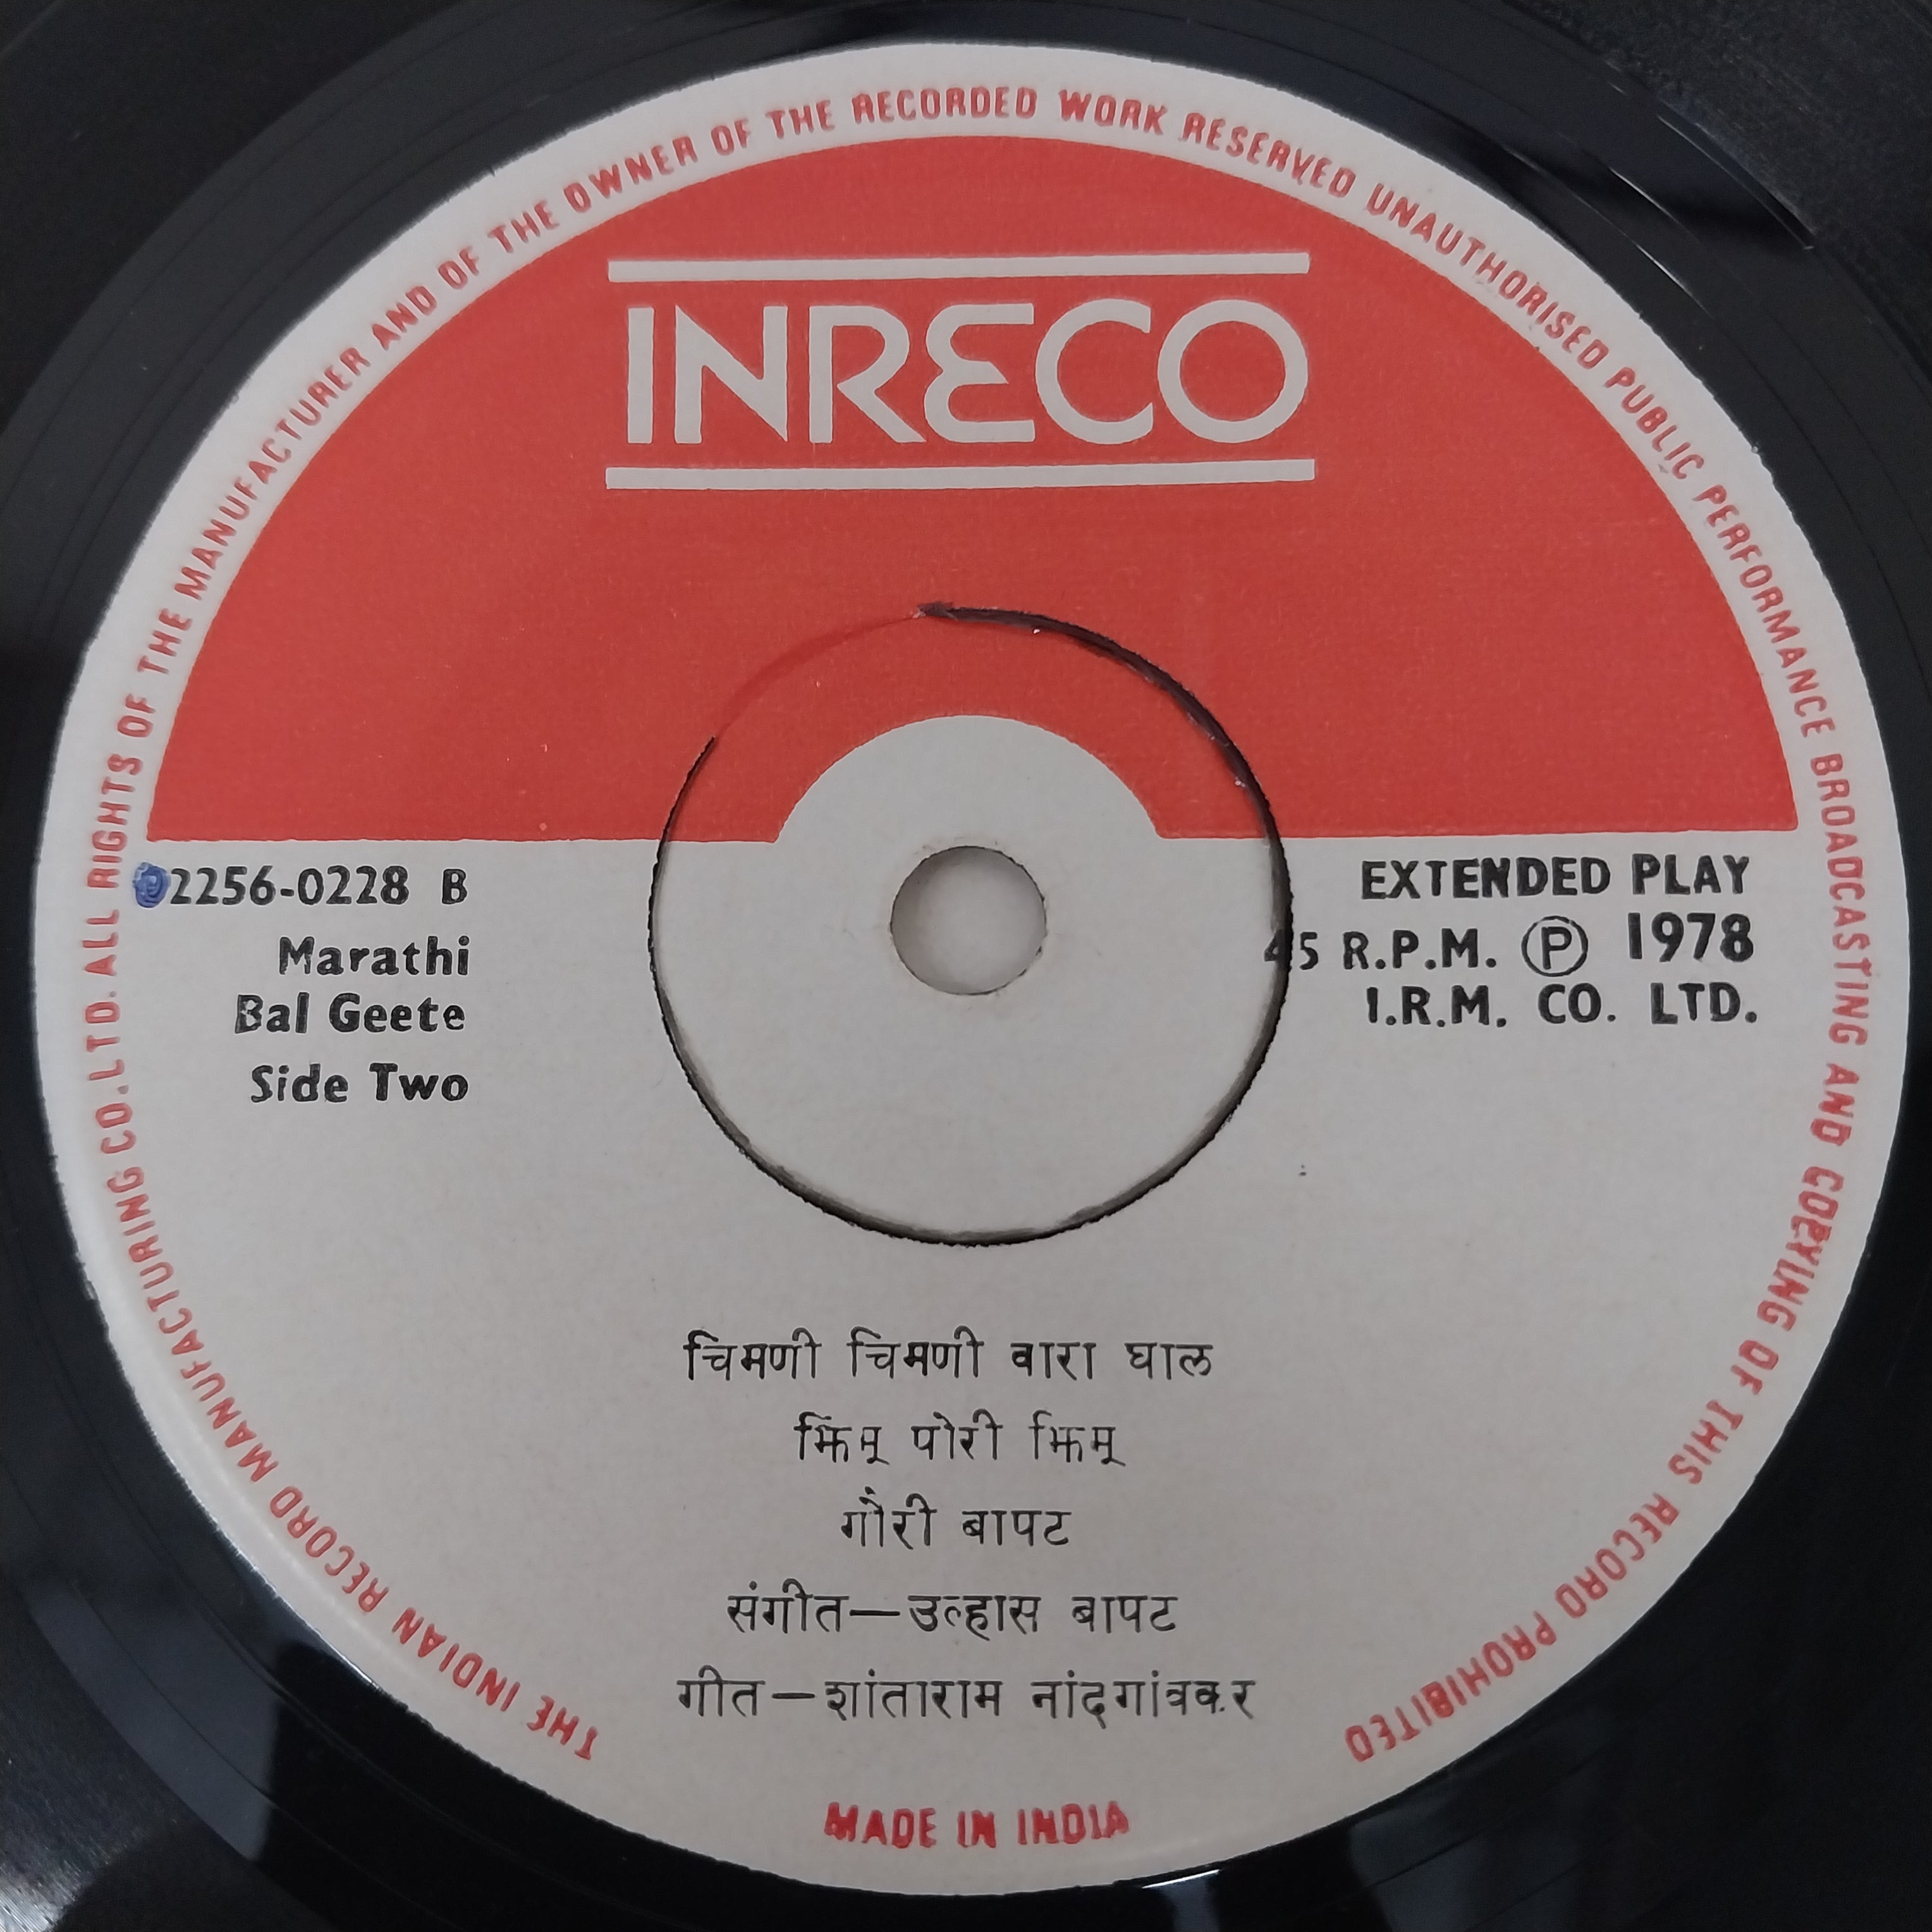 THE INDIAN RECORD MANUFACTURING CO. LTD. ALL RIGHTS OF THE MANUFACTURER AND OF THE OWNER OF THE RECORDED WORK RESERVED UNAUTHORISED PUBLIC PERFORMANCE BROADCASTING AND COPYING OF THIS RECORD PROHIBITED
INRECO
2256-0228 B
Marathi
Bal Geete
Side Two
EXTENDED PLAY
45 R.P.M. Ⓟ 1978
I.R.M. CO. LTD.
चिमणी चिमणी वारा घाल
झिंमू पोरी झिमू
गौरी बापट
संगीत—उल्हास बापट
गीत—शांताराम नांदगांवकर
MADE IN INDIA